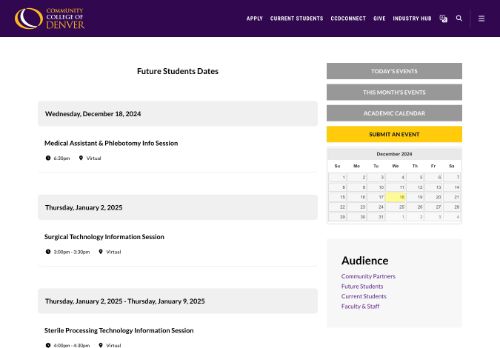 COMMUNITY
COLLEGE OF
DENVER
APPLY CURRENT STUDENTS CCDCONNECT GIVE INDUSTRY HUB
Future Students Dates
Wednesday, December 18, 2024
Medical Assistant & Phlebotomy Info Session
6:30pm Virtual
Thursday, January 2, 2025
Surgical Technology Information Session
3:00pm - 3:30pm Virtual
Thursday, January 2, 2025 - Thursday, January 9, 2025
Sterile Processing Technology Information Session
4:00pm - 4:30pm Virtual
TODAY'S EVENTS
THIS MONTH'S EVENTS
ACADEMIC CALENDAR
SUBMIT AN EVENT
December 2024
Su Mo Tu We Th Fr Sa
1 2 3 4 5 6 7
8 9 10 11 12 13 14
15 16 17 18 19 20 21
22 23 24 25 26 27 28
29 30 31 1 2 3 4
Audience
Community Partners
Future Students
Current Students
Faculty & Staff